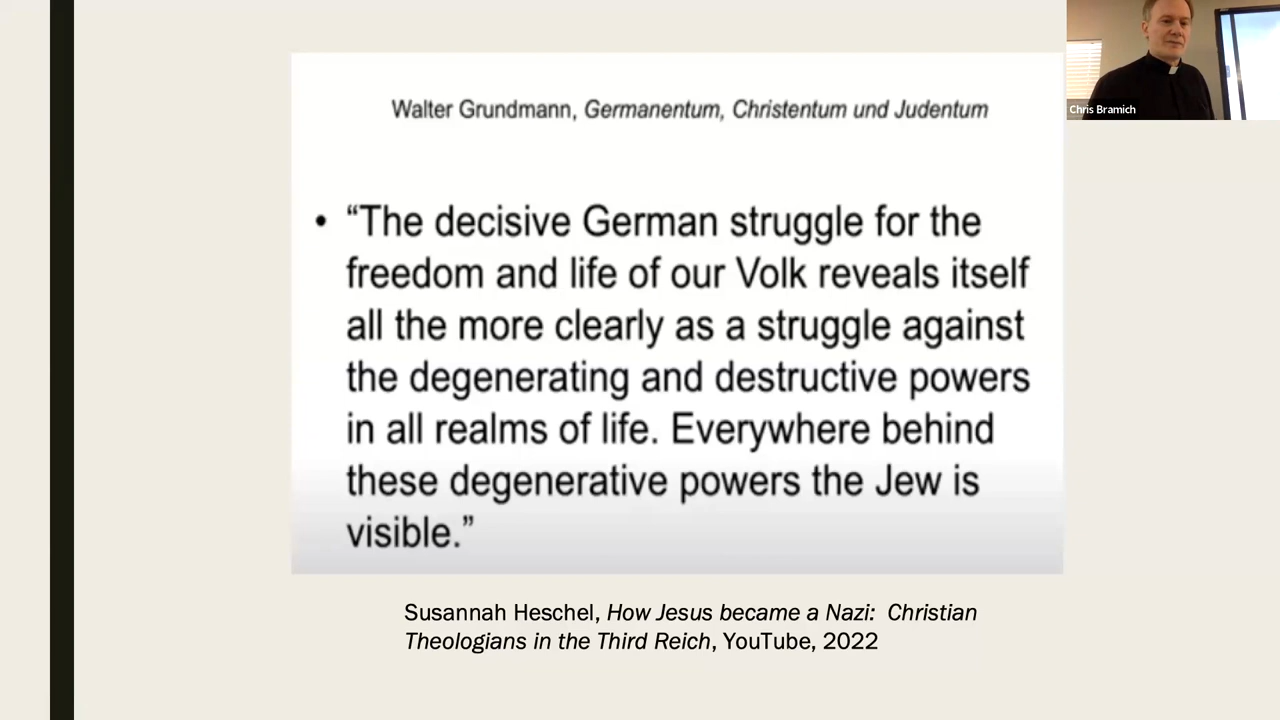 Walter Grundmann, Germanentum, Christentum und Judentum
Chris Bramich
• “The decisive German struggle for the
freedom and life of our Volk reveals itself
all the more clearly as a struggle against
the degenerating and destructive powers
in all realms of life. Everywhere behind
these degenerative powers the Jew is
visible.”
Susannah Heschel, How Jesus became a Nazi:  Christian
Theologians in the Third Reich, YouTube, 2022